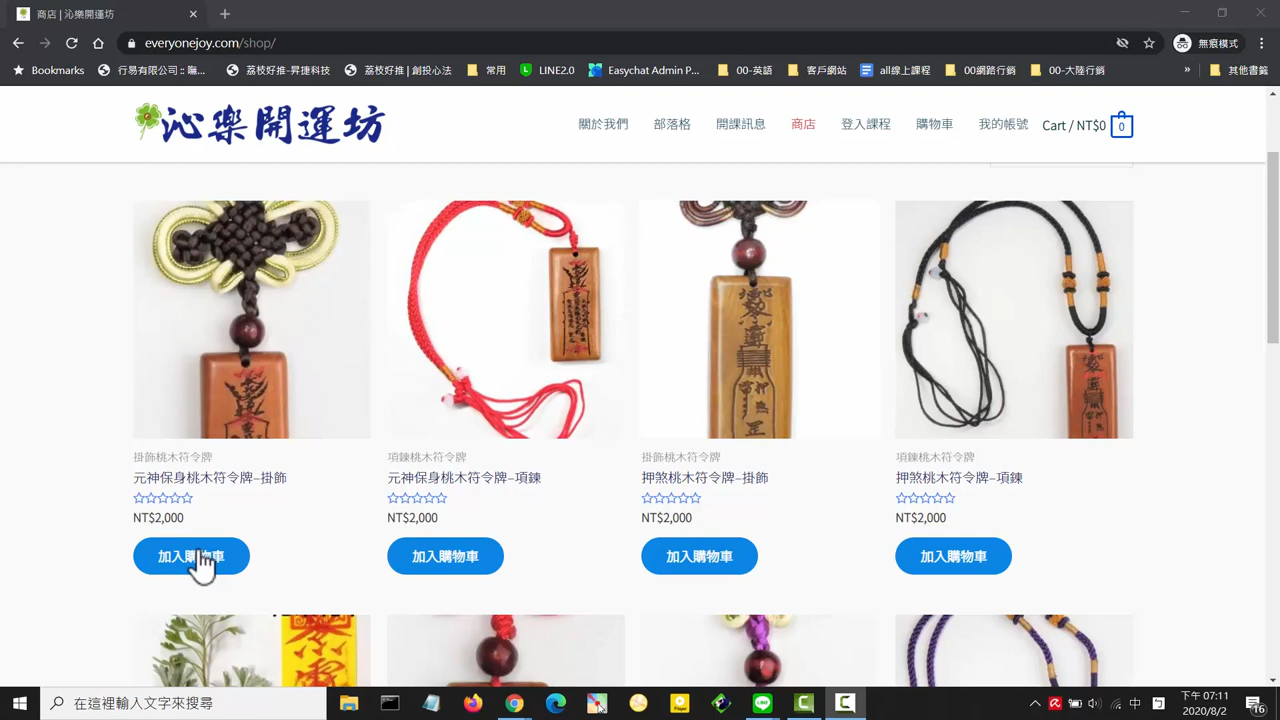 商店 | 沁樂開運坊
everyonejoy.com/shop/
無痕模式
Bookmarks
行易有限公司 :: 嘸...
荔枝好推-昇捷科技
荔枝好推 | 創投心法
常用
LINE2.0
Easychat Admin P...
00-英語
客戶網站
all線上課程
00網路行銷
00-大陸行銷
»
其他書籤
沁樂開運坊
關於我們
部落格
開課訊息
商店
登入課程
購物車
我的帳號
Cart / NT$0
0
掛飾桃木符令牌
元神保身桃木符令牌–掛飾
NT$2,000
加入購物車
項鍊桃木符令牌
元神保身桃木符令牌–項鍊
NT$2,000
加入購物車
掛飾桃木符令牌
押煞桃木符令牌–掛飾
NT$2,000
加入購物車
項鍊桃木符令牌
押煞桃木符令牌–項鍊
NT$2,000
加入購物車
在這裡輸入文字來搜尋
中
下午 07:11
2020/8/2
16